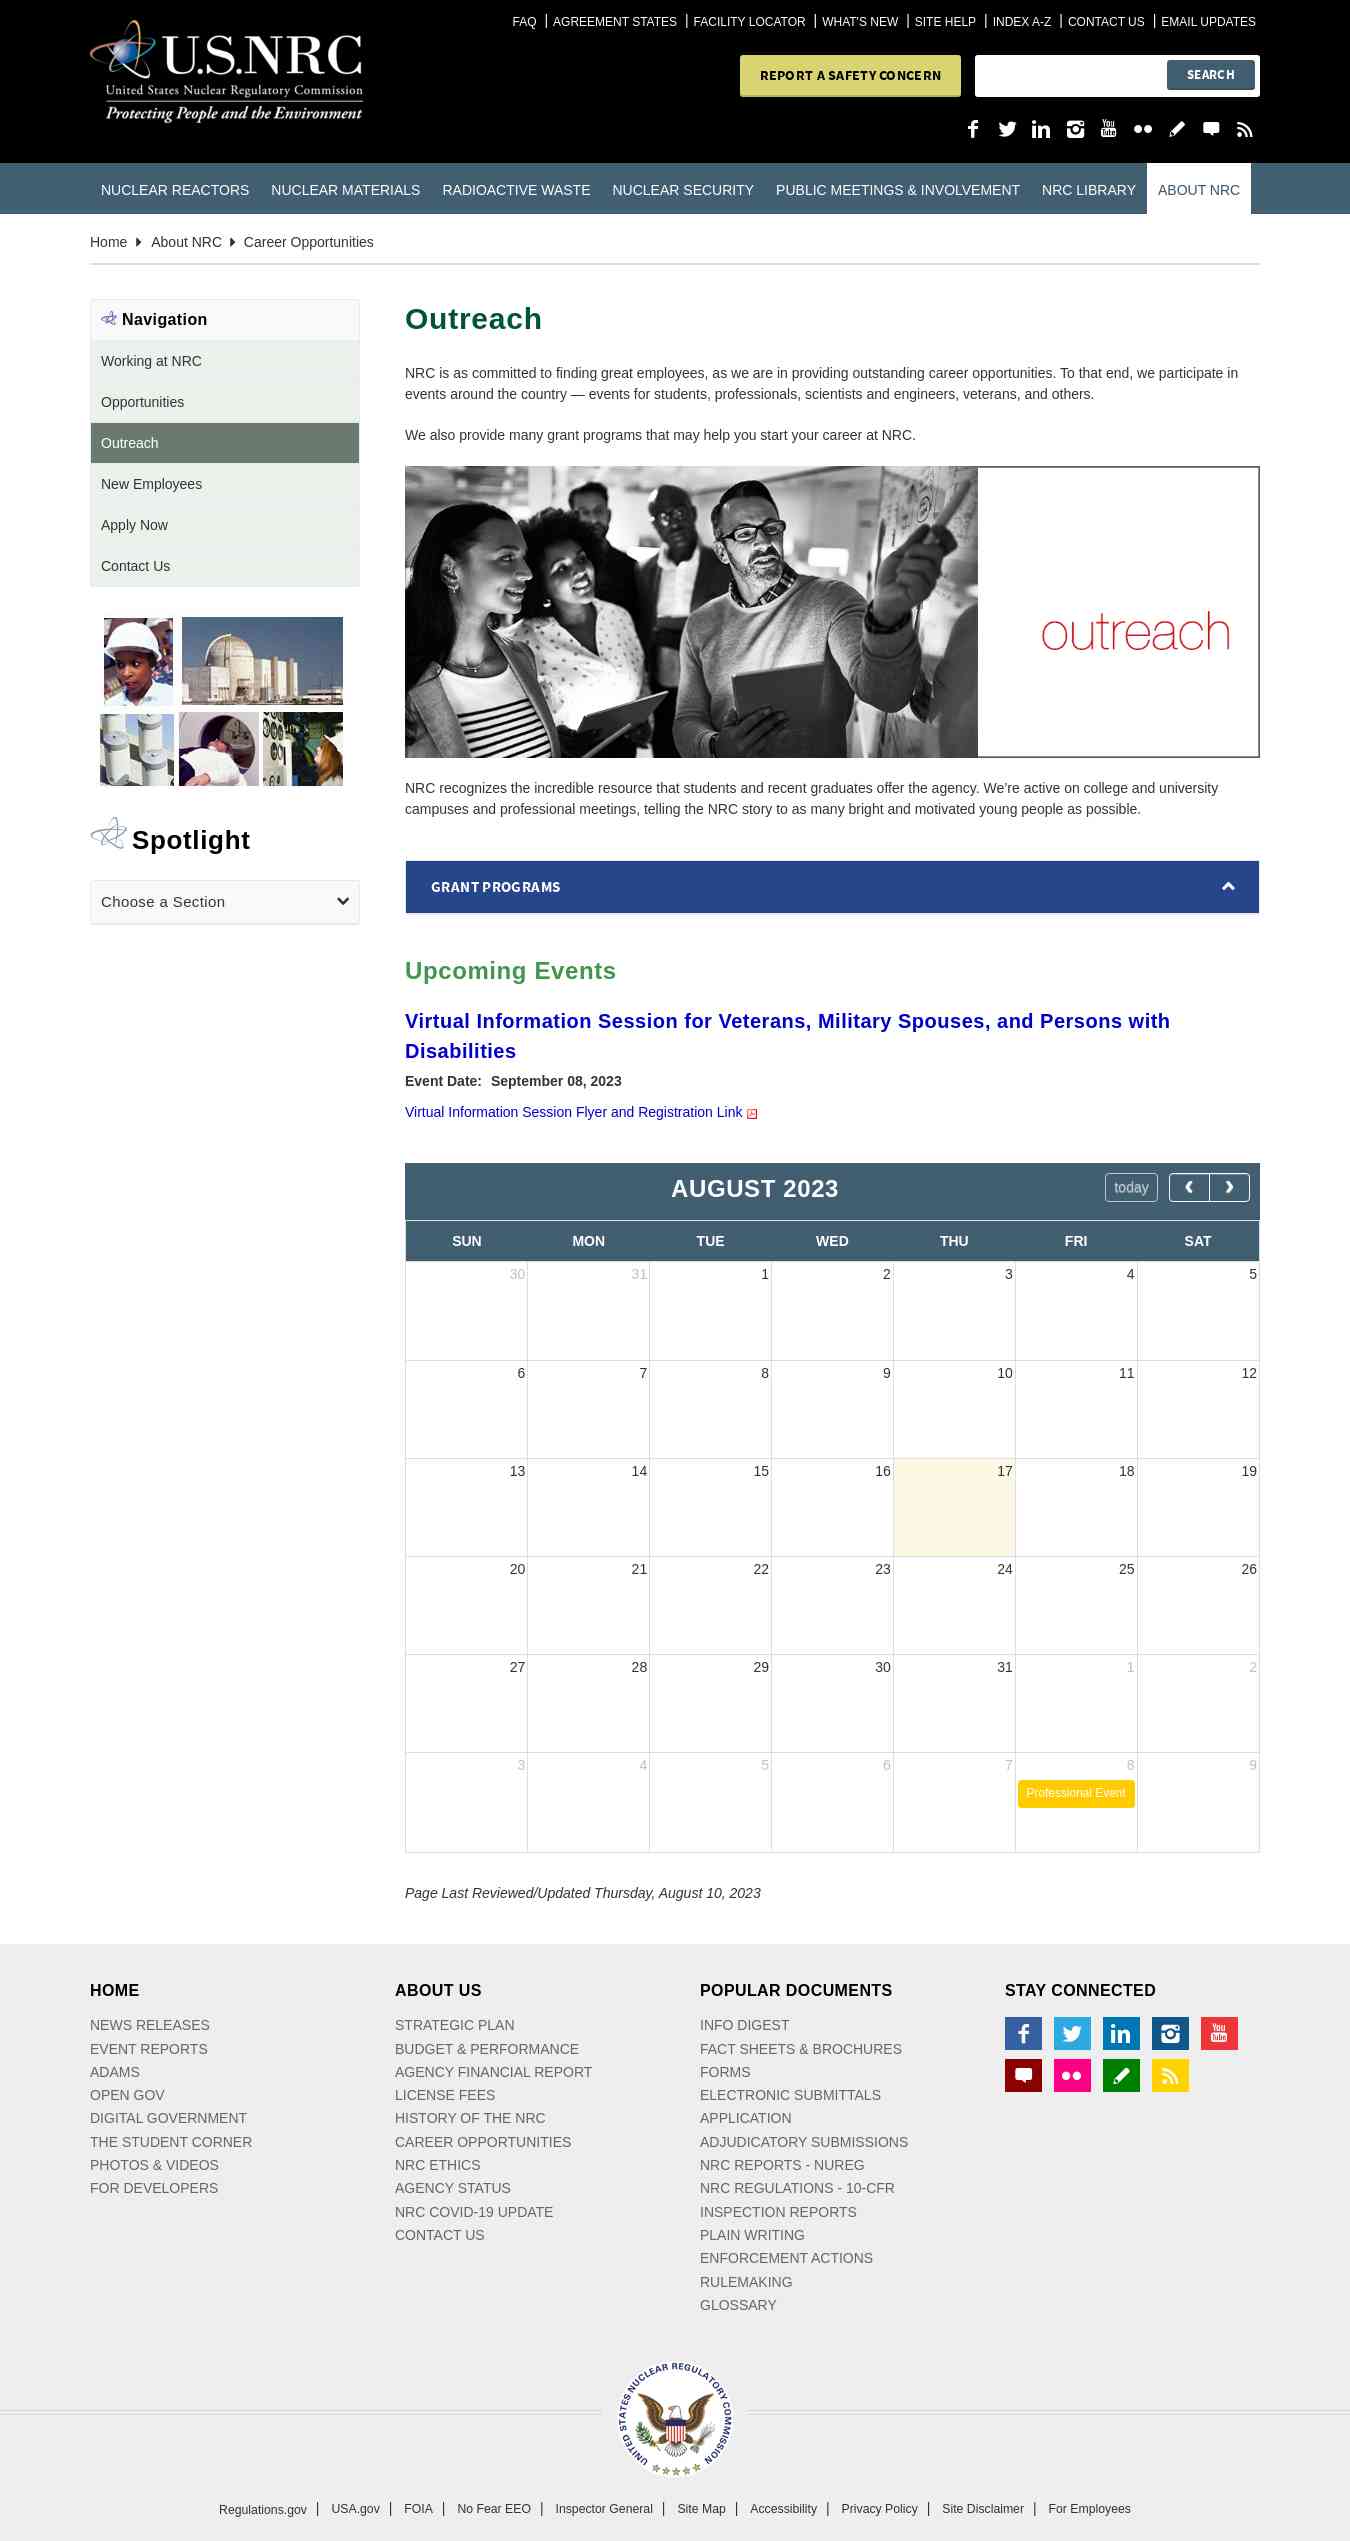 FAQ | AGREEMENT STATES | FACILITY LOCATOR | WHAT'S NEW | SITE HELP | INDEX A-Z | CONTACT US | EMAIL UPDATES
U.S.NRC
United States Nuclear Regulatory Commission
Protecting People and the Environment
REPORT A SAFETY CONCERN
SEARCH
NUCLEAR REACTORS NUCLEAR MATERIALS RADIOACTIVE WASTE NUCLEAR SECURITY PUBLIC MEETINGS & INVOLVEMENT NRC LIBRARY ABOUT NRC
Home About NRC Career Opportunities
Navigation
Working at NRC
Opportunities
Outreach
New Employees
Apply Now
Contact Us
Spotlight
Choose a Section
Outreach
NRC is as committed to finding great employees, as we are in providing outstanding career opportunities. To that end, we participate in
events around the country — events for students, professionals, scientists and engineers, veterans, and others.
We also provide many grant programs that may help you start your career at NRC.
outreach
NRC recognizes the incredible resource that students and recent graduates offer the agency. We're active on college and university
campuses and professional meetings, telling the NRC story to as many bright and motivated young people as possible.
GRANT PROGRAMS
Upcoming Events
Virtual Information Session for Veterans, Military Spouses, and Persons with
Disabilities
Event Date: September 08, 2023
Virtual Information Session Flyer and Registration Link
AUGUST 2023 today
SUN MON TUE WED THU FRI SAT
30 31 1 2 3 4 5
6 7 8 9 10 11 12
13 14 15 16 17 18 19
20 21 22 23 24 25 26
27 28 29 30 31 1 2
3 4 5 6 7 8 9
Professional Event
Page Last Reviewed/Updated Thursday, August 10, 2023
HOME
NEWS RELEASES
EVENT REPORTS
ADAMS
OPEN GOV
DIGITAL GOVERNMENT
THE STUDENT CORNER
PHOTOS & VIDEOS
FOR DEVELOPERS
ABOUT US
STRATEGIC PLAN
BUDGET & PERFORMANCE
AGENCY FINANCIAL REPORT
LICENSE FEES
HISTORY OF THE NRC
CAREER OPPORTUNITIES
NRC ETHICS
AGENCY STATUS
NRC COVID-19 UPDATE
CONTACT US
POPULAR DOCUMENTS
INFO DIGEST
FACT SHEETS & BROCHURES
FORMS
ELECTRONIC SUBMITTALS
APPLICATION
ADJUDICATORY SUBMISSIONS
NRC REPORTS - NUREG
NRC REGULATIONS - 10-CFR
INSPECTION REPORTS
PLAIN WRITING
ENFORCEMENT ACTIONS
RULEMAKING
GLOSSARY
STAY CONNECTED
You Tube
UNITED STATES NUCLEAR REGULATORY COMMISSION
Regulations.gov | USA.gov | FOIA | No Fear EEO | Inspector General | Site Map | Accessibility | Privacy Policy | Site Disclaimer | For Employees